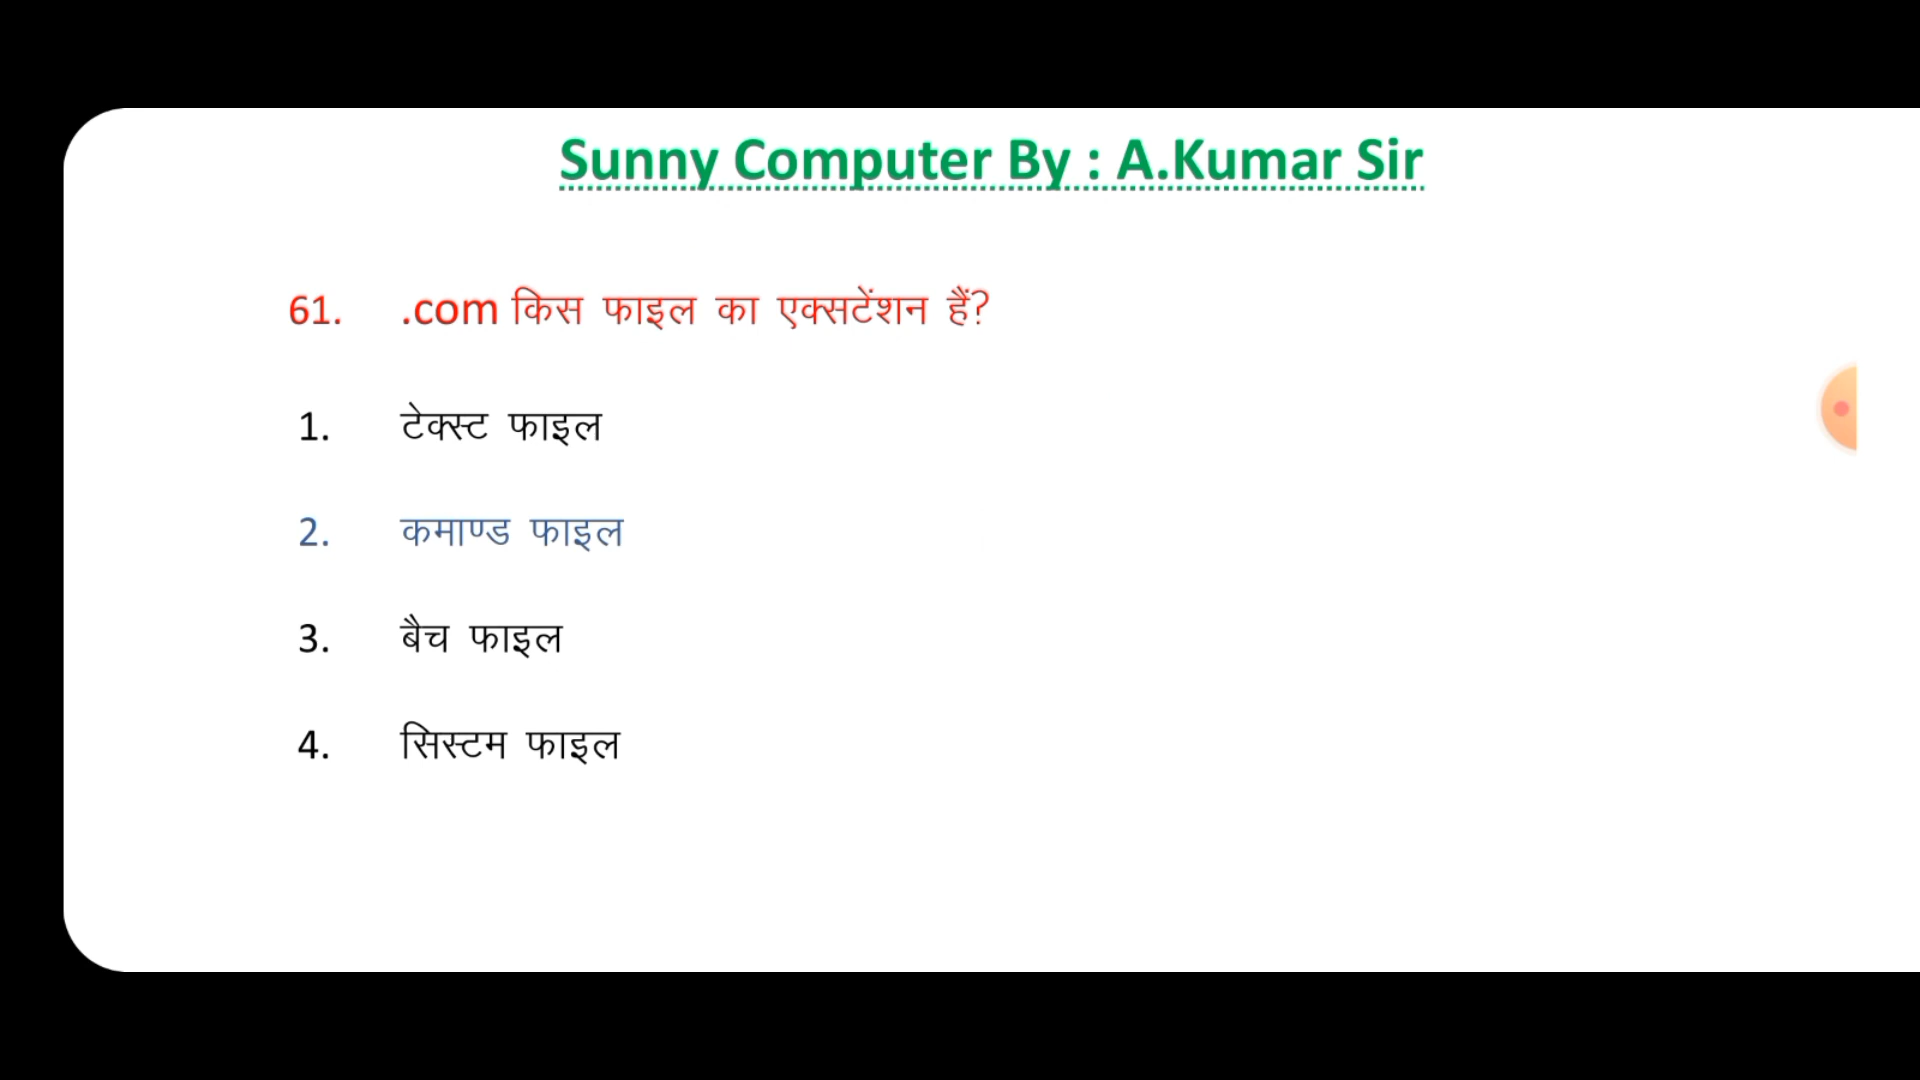 Sunny Computer By : A.Kumar Sir
61. .com किस फाइल का एक्सटेंशन हैं?
1. टेक्स्ट फाइल
2. कमाण्ड फाइल
3. बैच फाइल
4. सिस्टम फाइल